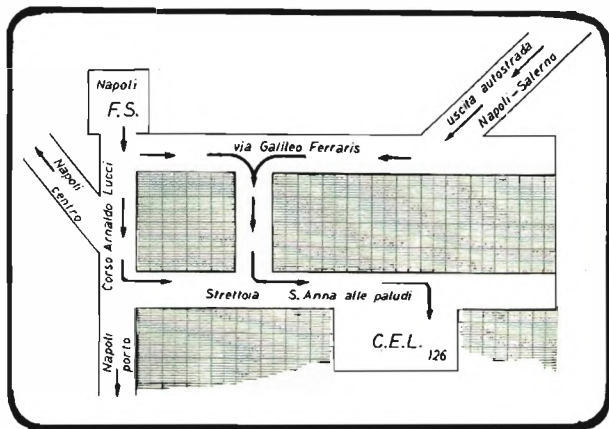 Napoli
F.S.
uscita autostrada
Napoli-Salerno
via Galileo Ferraris
Napoli
centro
Corso Arnaldo Lucci
Strettoia S. Anna alle paludi
C.E.L.
126
Napoli
porto